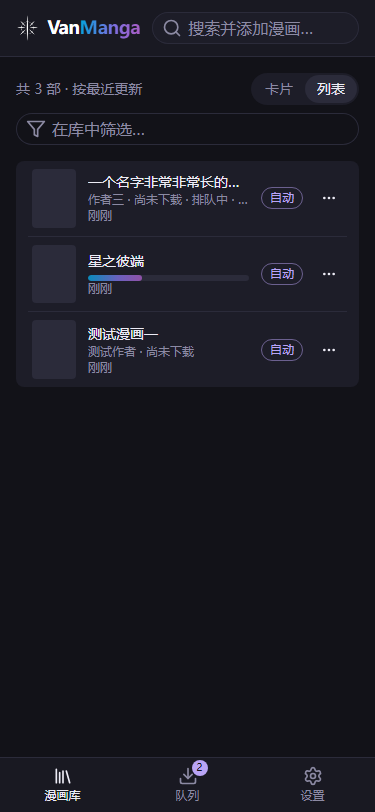 VanManga
搜索并添加漫画...
共 3 部 · 按最近更新
卡片
列表
在库中筛选...
一个名字非常非常长的...
作者三 · 尚未下载 · 排队中 · ...
刚刚
自动
星之彼端
刚刚
自动
测试漫画一
测试作者 · 尚未下载
刚刚
自动
漫画库
2
队列
设置